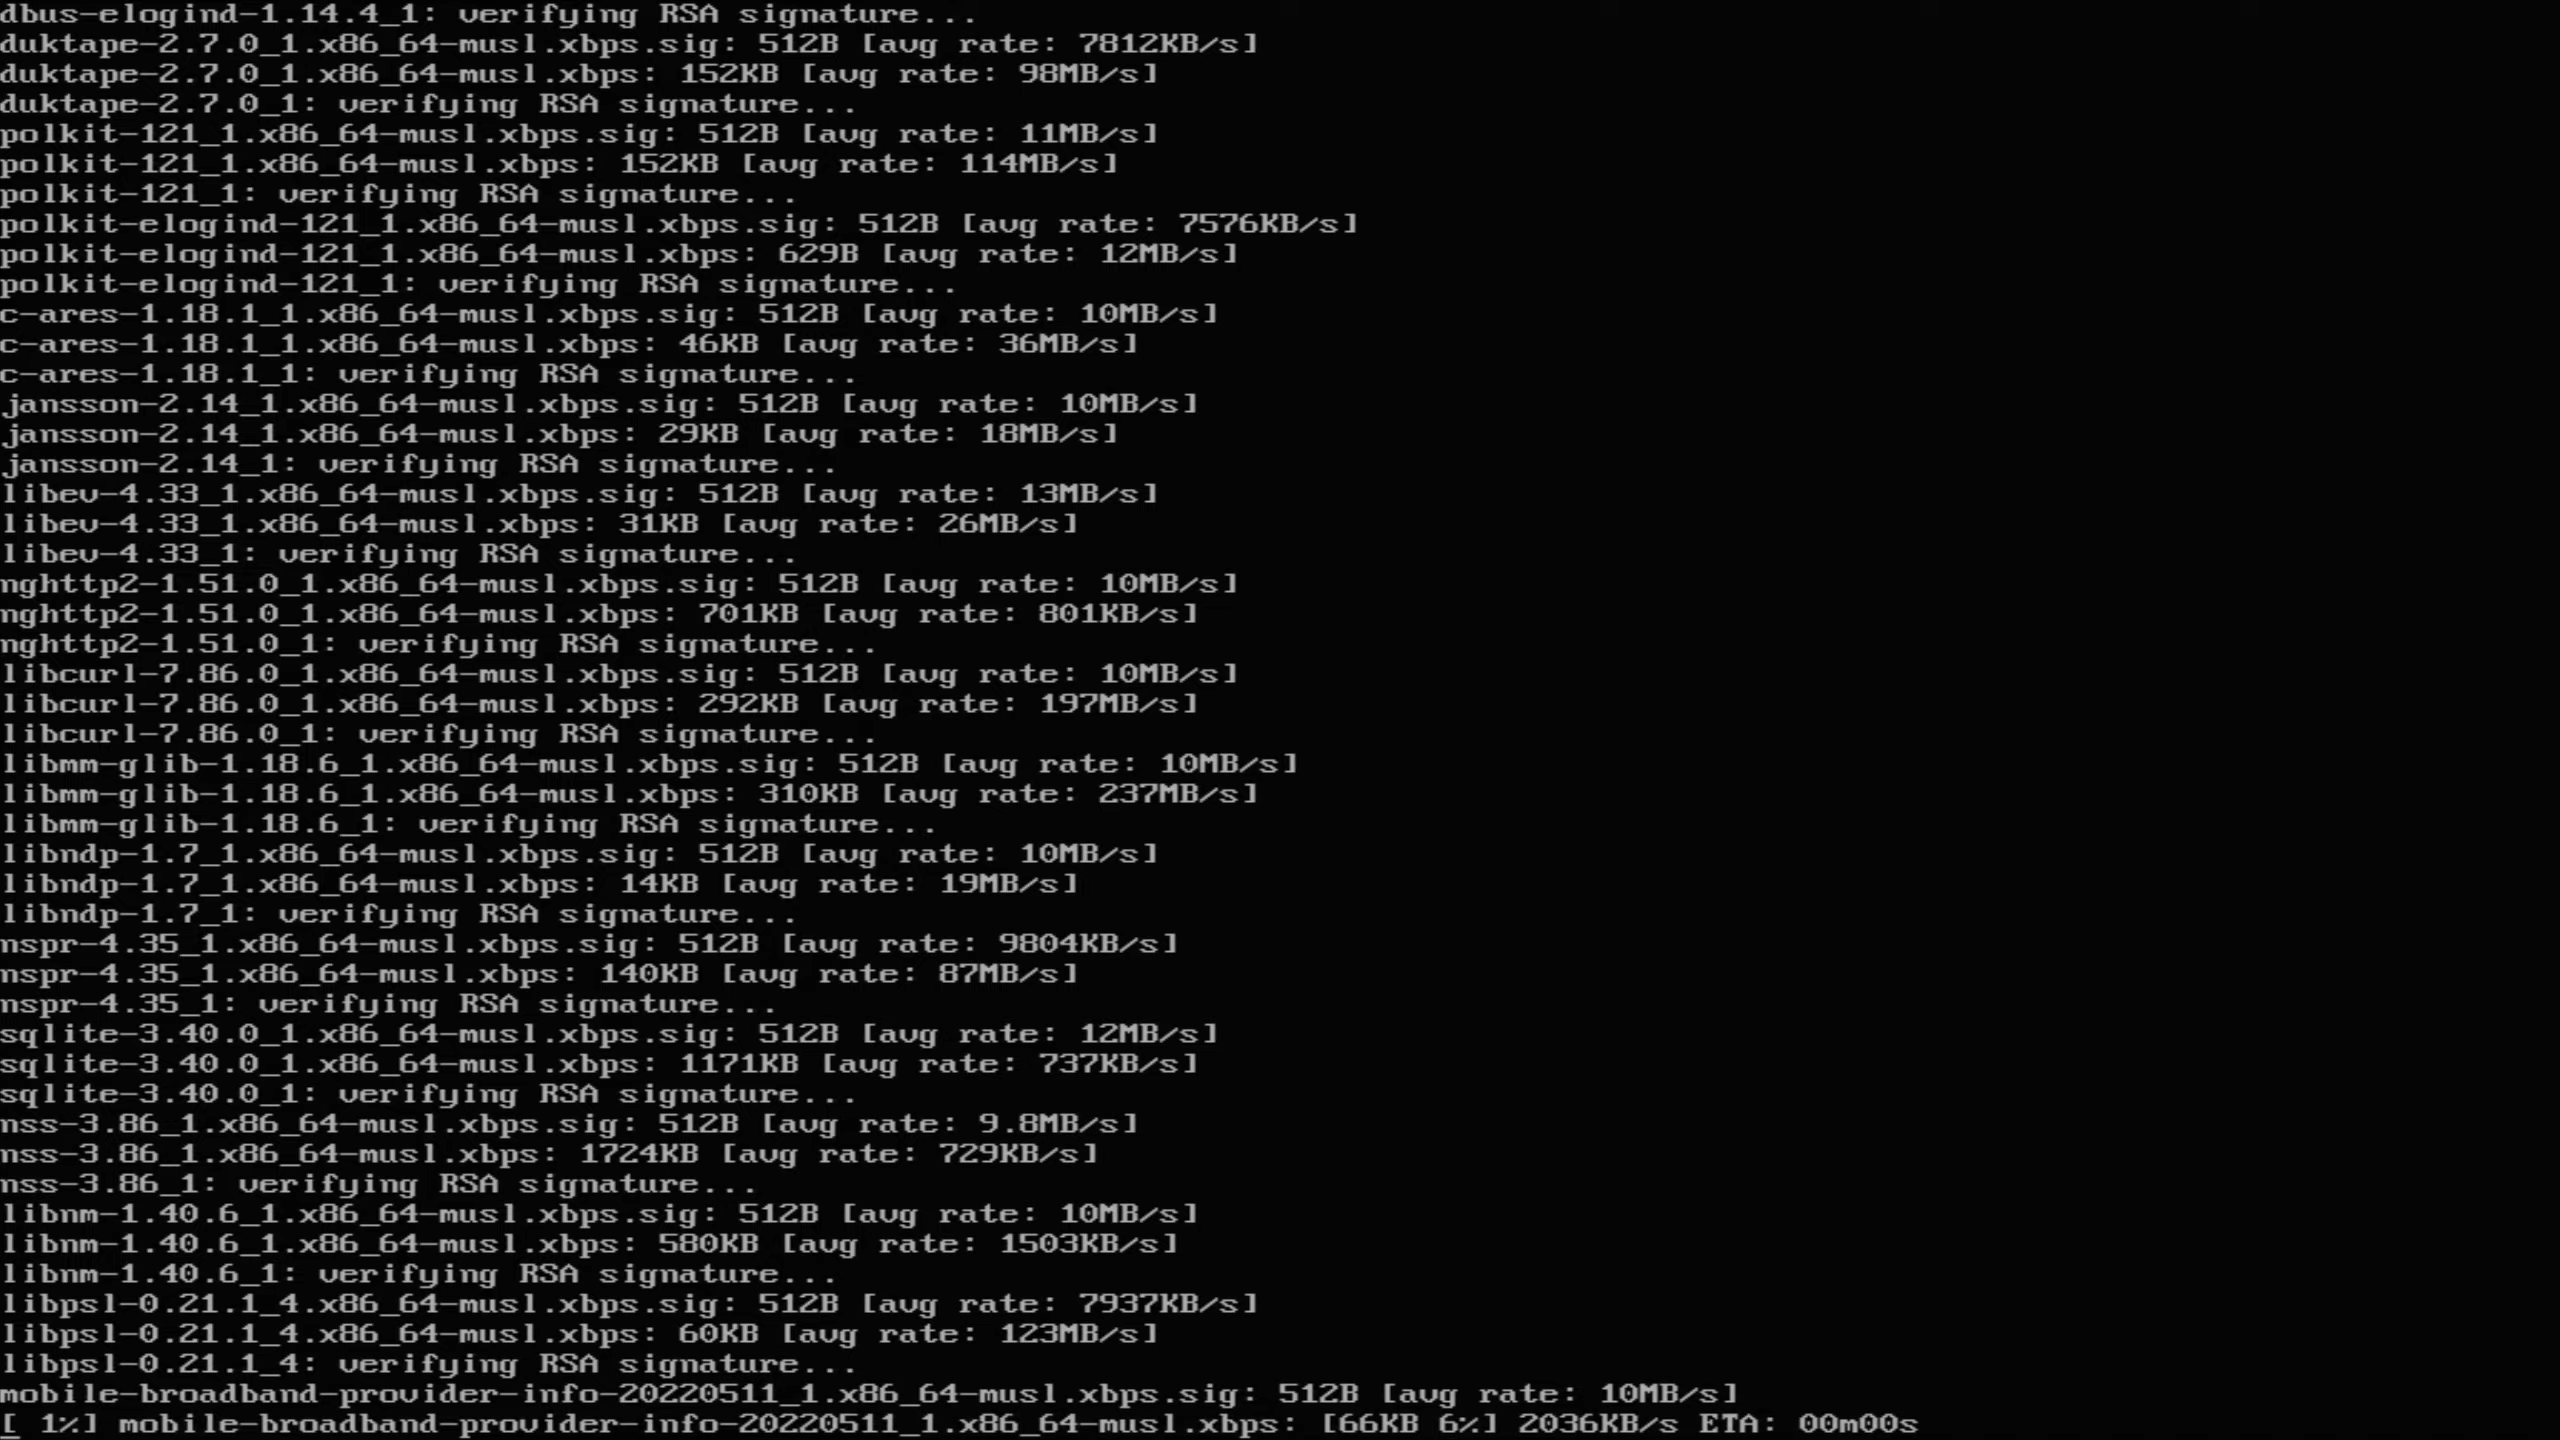 dbus-elogind-1.14.4_1: verifying RSA signature...
duktape-2.7.0_1.x86_64-musl.xbps.sig: 512B [avg rate: 7812KB/s]
duktape-2.7.0_1.x86_64-musl.xbps: 152KB [avg rate: 98MB/s]
duktape-2.7.0_1: verifying RSA signature...
polkit-121_1.x86_64-musl.xbps.sig: 512B [avg rate: 11MB/s]
polkit-121_1.x86_64-musl.xbps: 152KB [avg rate: 114MB/s]
polkit-121_1: verifying RSA signature...
polkit-elogind-121_1.x86_64-musl.xbps.sig: 512B [avg rate: 7576KB/s]
polkit-elogind-121_1.x86_64-musl.xbps: 629B [avg rate: 12MB/s]
polkit-elogind-121_1: verifying RSA signature...
c-ares-1.18.1_1.x86_64-musl.xbps.sig: 512B [avg rate: 10MB/s]
c-ares-1.18.1_1.x86_64-musl.xbps: 46KB [avg rate: 36MB/s]
c-ares-1.18.1_1: verifying RSA signature...
jansson-2.14_1.x86_64-musl.xbps.sig: 512B [avg rate: 10MB/s]
jansson-2.14_1.x86_64-musl.xbps: 29KB [avg rate: 18MB/s]
jansson-2.14_1: verifying RSA signature...
libev-4.33_1.x86_64-musl.xbps.sig: 512B [avg rate: 13MB/s]
libev-4.33_1.x86_64-musl.xbps: 31KB [avg rate: 26MB/s]
libev-4.33_1: verifying RSA signature...
nghttp2-1.51.0_1.x86_64-musl.xbps.sig: 512B [avg rate: 10MB/s]
nghttp2-1.51.0_1.x86_64-musl.xbps: 701KB [avg rate: 801KB/s]
nghttp2-1.51.0_1: verifying RSA signature...
libcurl-7.86.0_1.x86_64-musl.xbps.sig: 512B [avg rate: 10MB/s]
libcurl-7.86.0_1.x86_64-musl.xbps: 292KB [avg rate: 197MB/s]
libcurl-7.86.0_1: verifying RSA signature...
libmm-glib-1.18.6_1.x86_64-musl.xbps.sig: 512B [avg rate: 10MB/s]
libmm-glib-1.18.6_1.x86_64-musl.xbps: 310KB [avg rate: 237MB/s]
libmm-glib-1.18.6_1: verifying RSA signature...
libndp-1.7_1.x86_64-musl.xbps.sig: 512B [avg rate: 10MB/s]
libndp-1.7_1.x86_64-musl.xbps: 14KB [avg rate: 19MB/s]
libndp-1.7_1: verifying RSA signature...
nspr-4.35_1.x86_64-musl.xbps.sig: 512B [avg rate: 9804KB/s]
nspr-4.35_1.x86_64-musl.xbps: 140KB [avg rate: 87MB/s]
nspr-4.35_1: verifying RSA signature...
sqlite-3.40.0_1.x86_64-musl.xbps.sig: 512B [avg rate: 12MB/s]
sqlite-3.40.0_1.x86_64-musl.xbps: 1171KB [avg rate: 737KB/s]
sqlite-3.40.0_1: verifying RSA signature...
nss-3.86_1.x86_64-musl.xbps.sig: 512B [avg rate: 9.8MB/s]
nss-3.86_1.x86_64-musl.xbps: 1724KB [avg rate: 729KB/s]
nss-3.86_1: verifying RSA signature...
libnm-1.40.6_1.x86_64-musl.xbps.sig: 512B [avg rate: 10MB/s]
libnm-1.40.6_1.x86_64-musl.xbps: 580KB [avg rate: 1503KB/s]
libnm-1.40.6_1: verifying RSA signature...
libpsl-0.21.1_4.x86_64-musl.xbps.sig: 512B [avg rate: 7937KB/s]
libpsl-0.21.1_4.x86_64-musl.xbps: 60KB [avg rate: 123MB/s]
libpsl-0.21.1_4: verifying RSA signature...
mobile-broadband-provider-info-20220511_1.x86_64-musl.xbps.sig: 512B [avg rate: 10MB/s]
[ 1%] mobile-broadband-provider-info-20220511_1.x86_64-musl.xbps: [66KB 6%] 2036KB/s ETA: 00m00s